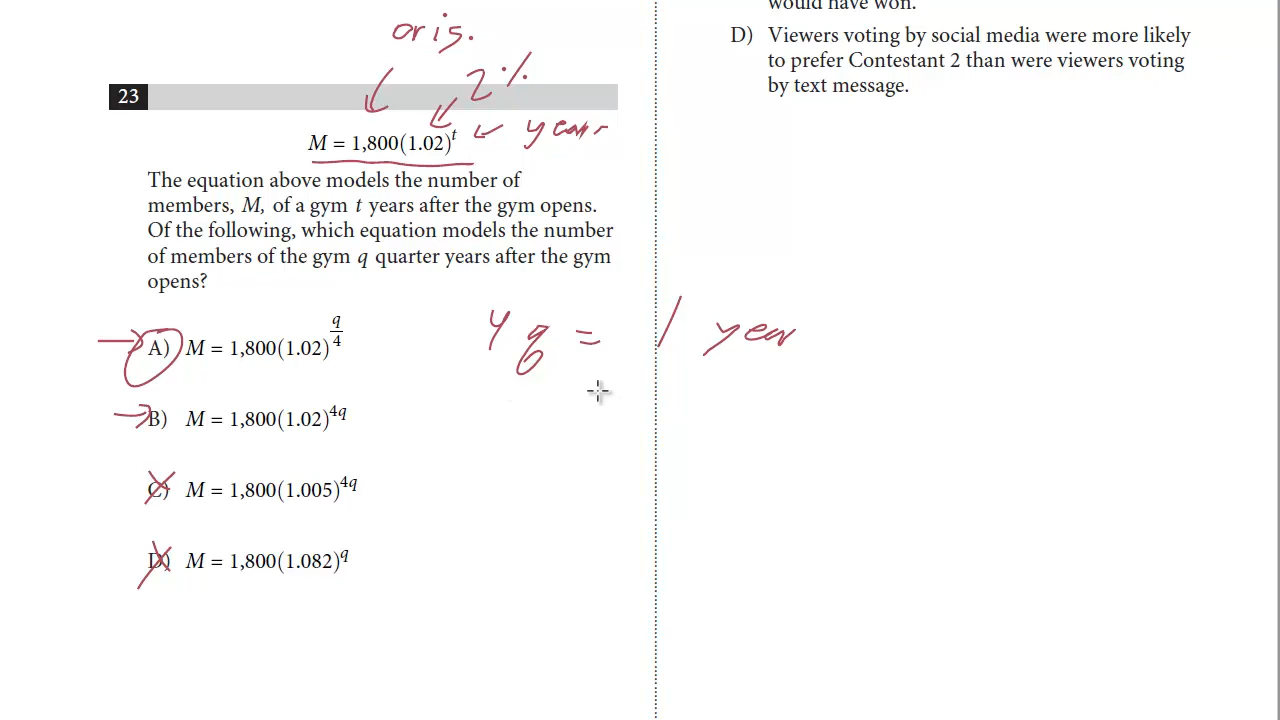 would have won.
D) Viewers voting by social media were more likely
to prefer Contestant 2 than were viewers voting
by text message.
orig.
2%
23
year
M = 1,800(1.02)^t
The equation above models the number of
members, M, of a gym t years after the gym opens.
Of the following, which equation models the number
of members of the gym q quarter years after the gym
opens?
4q = 1 year
A) M = 1,800(1.02)^(q/4)
B) M = 1,800(1.02)^(4q)
C) M = 1,800(1.005)^(4q)
D) M = 1,800(1.082)^q